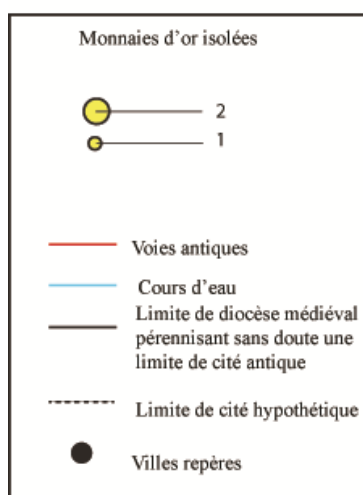 Monnaies d'or isolées
2
1
Voies antiques
Cours d'eau
Limite de diocèse médiéval
pérennisant sans doute une
limite de cité antique
Limite de cité hypothétique
Villes repères